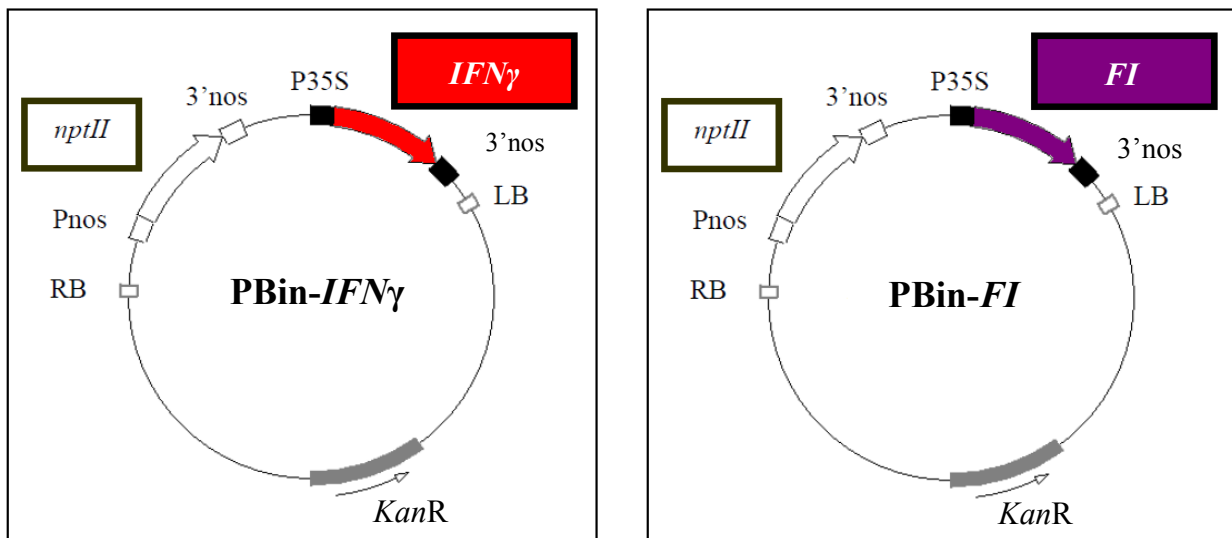 IFNγ
P35S
3’nos
nptII
3’nos
LB
Pnos
RB
PBin-IFNγ
KanR
FI
P35S
3’nos
nptII
3’nos
LB
Pnos
RB
PBin-FI
KanR